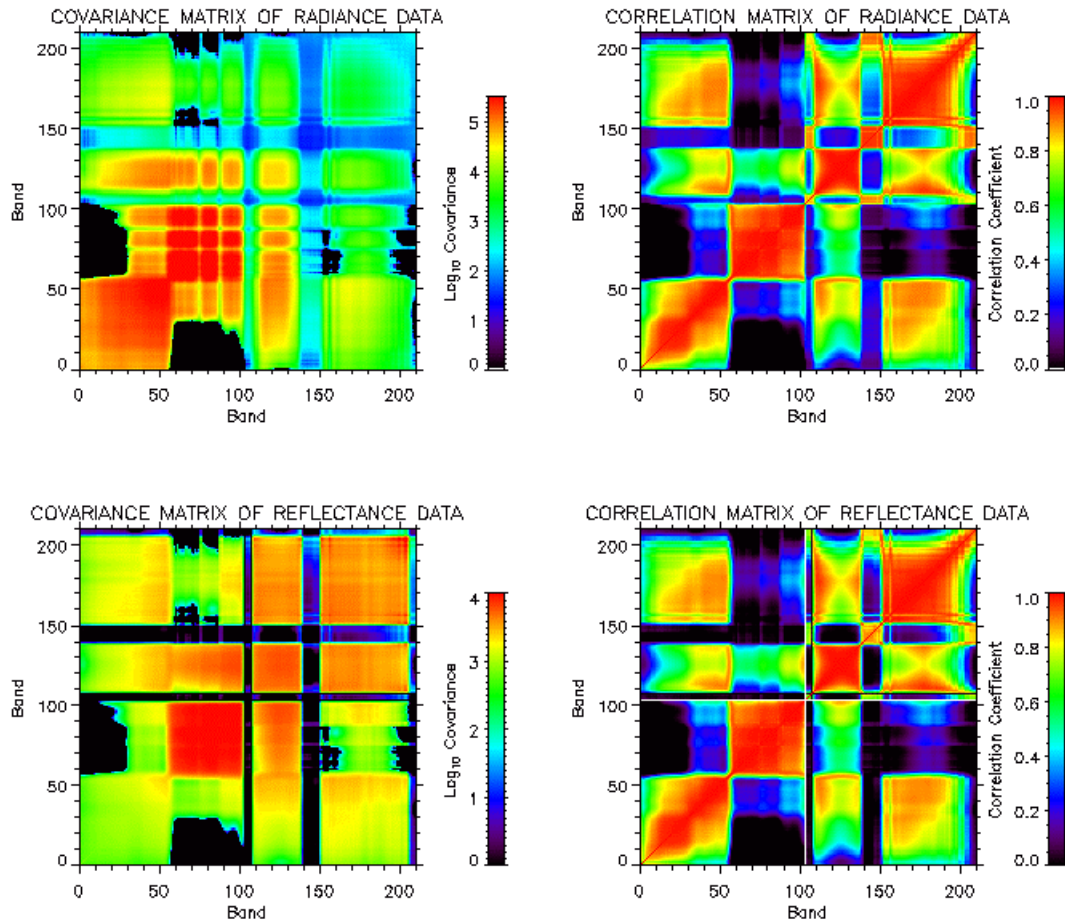 COVARIANCE MATRIX OF RADIANCE DATA
200
150
100
50
0
Band
0 50 100 150 200
Band
5
4
3
2
1
0
Log10 Covariance
CORRELATION MATRIX OF RADIANCE DATA
200
150
100
50
0
Band
0 50 100 150 200
Band
1.0
0.8
0.6
0.4
0.2
0.0
Correlation Coefficient
COVARIANCE MATRIX OF REFLECTANCE DATA
200
150
100
50
0
Band
0 50 100 150 200
Band
4
3
2
1
0
Log10 Covariance
CORRELATION MATRIX OF REFLECTANCE DATA
200
150
100
50
0
Band
0 50 100 150 200
Band
1.0
0.8
0.6
0.4
0.2
0.0
Correlation Coefficient